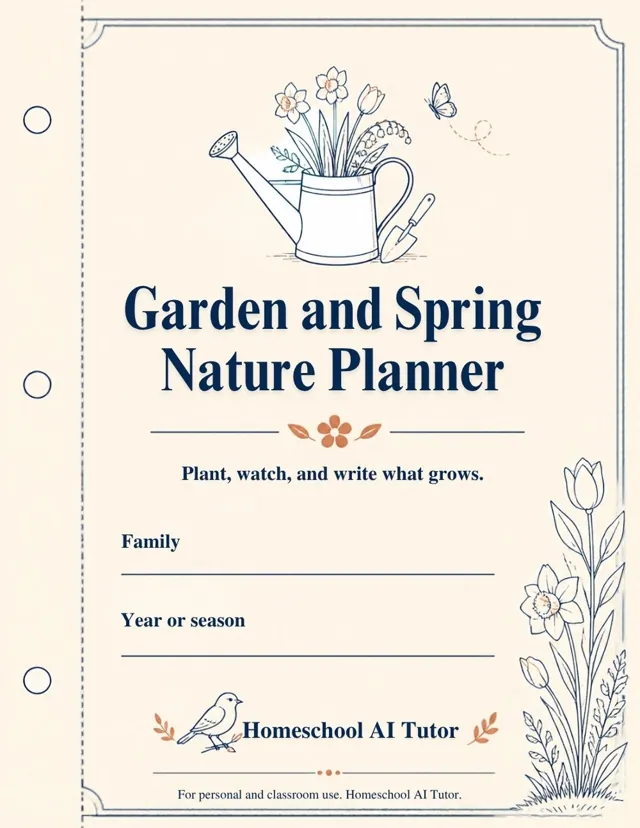 Garden and Spring
Nature Planner
Plant, watch, and write what grows.
Family
Year or season
Homeschool AI Tutor
For personal and classroom use. Homeschool AI Tutor.